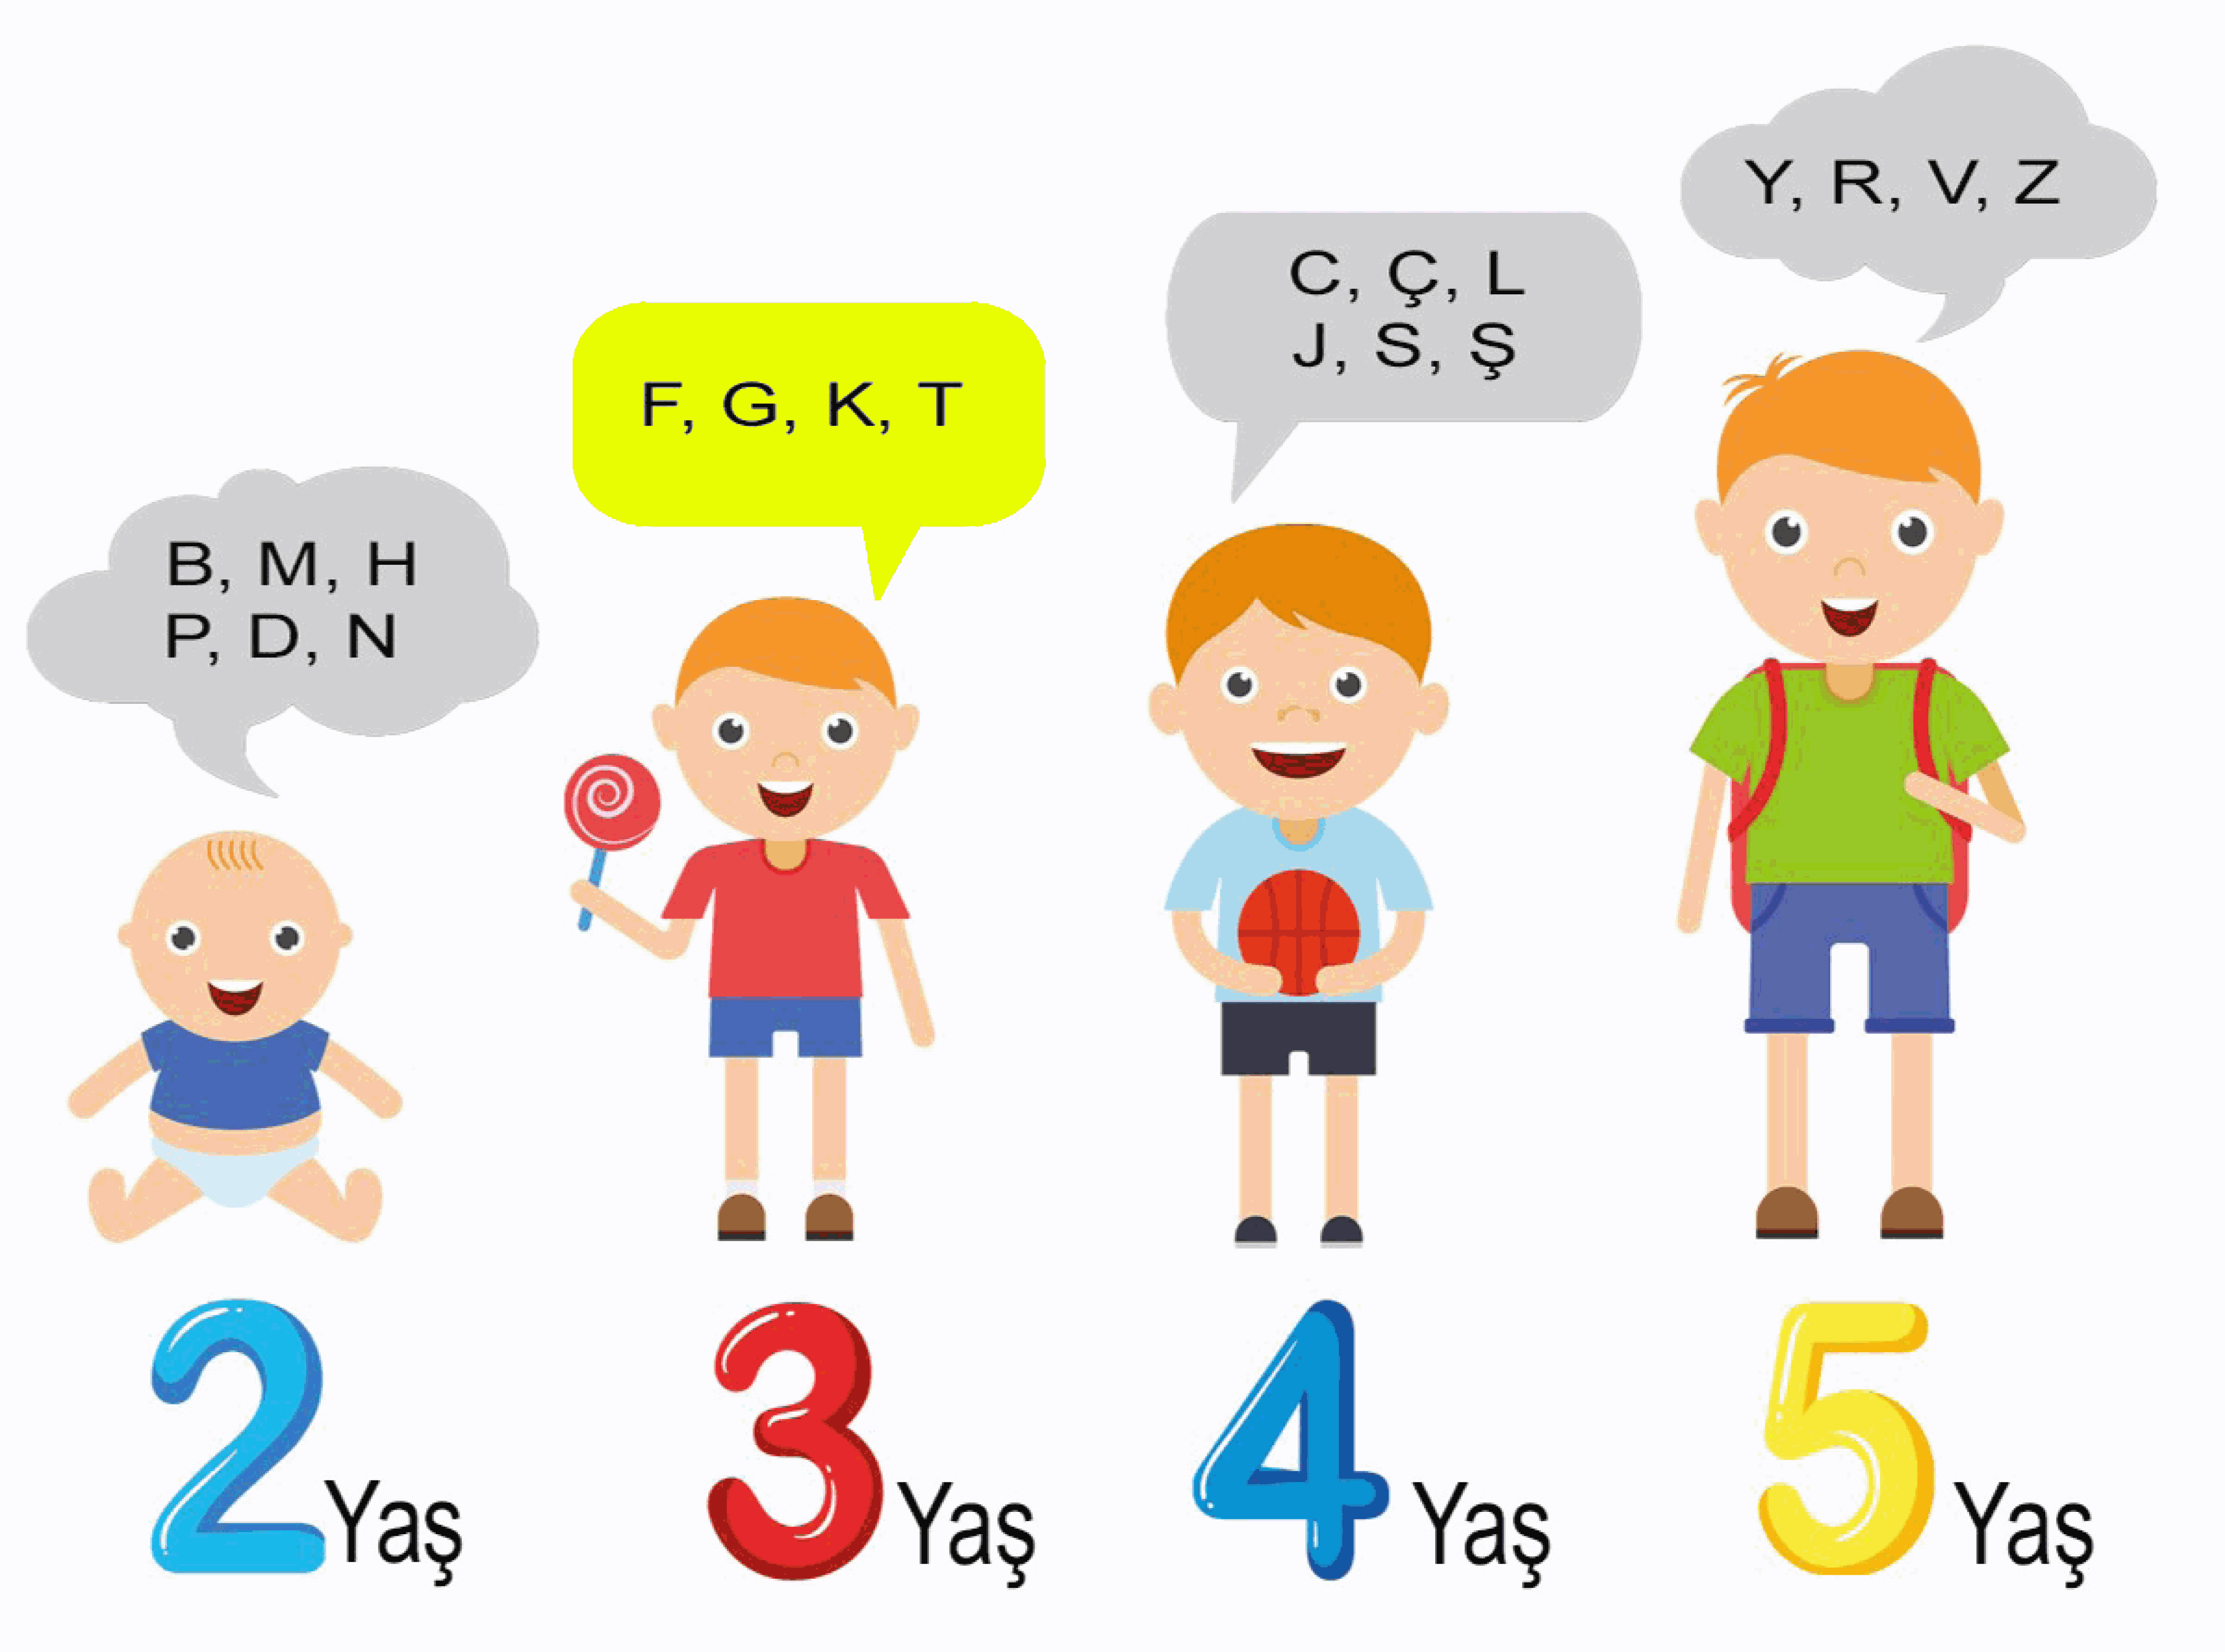 B, M, H
P, D, N
F, G, K, T
C, Ç, L
J, S, Ş
Y, R, V, Z
2 Yaş
3 Yaş
4 Yaş
5 Yaş